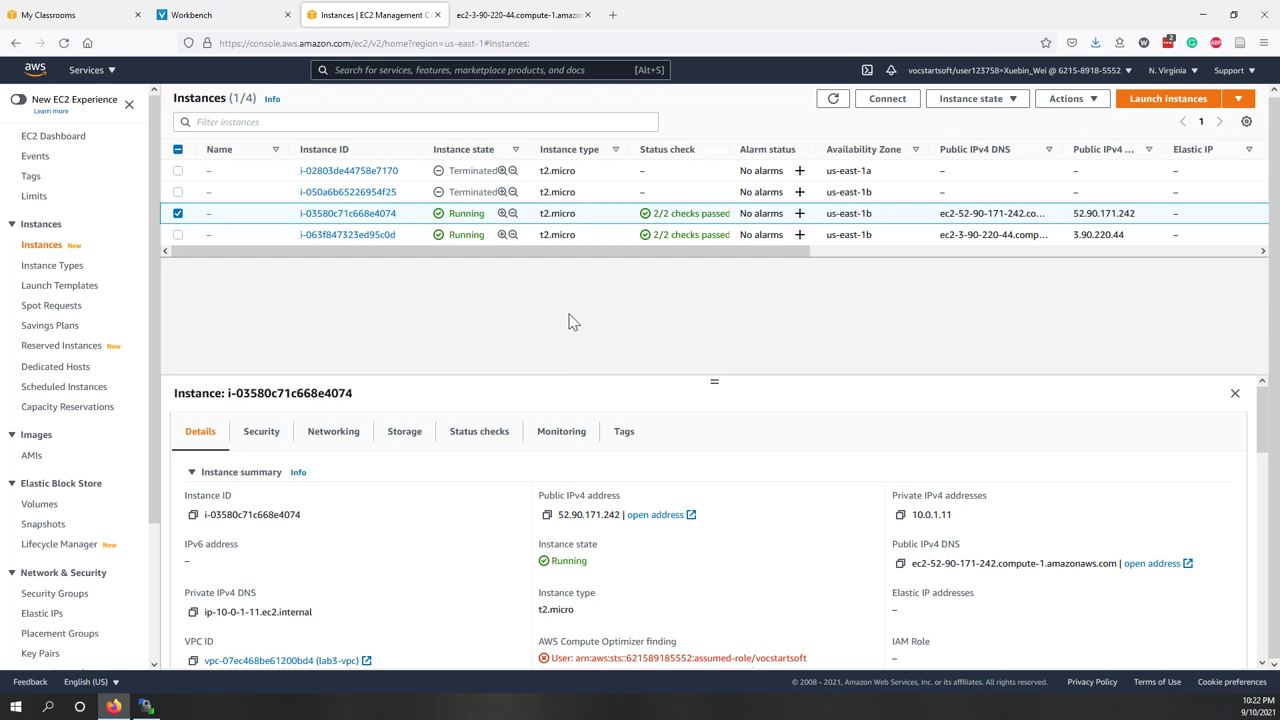 My Classrooms
Workbench
Instances | EC2 Management C
ec2-3-90-220-44.compute-1.amazon
https://console.aws.amazon.com/ec2/v2/home?region=us-east-1#Instances:
2
ABP
aws
Services
Search for services, features, marketplace products, and docs
[Alt+S]
vocstartsoft/user123758=Xuebin_Wei @ 6215-8918-5552
N. Virginia
Support
New EC2 Experience
Learn more
EC2 Dashboard
Events
Tags
Limits
Instances
Instances New
Instance Types
Launch Templates
Spot Requests
Savings Plans
Reserved Instances New
Dedicated Hosts
Scheduled Instances
Capacity Reservations
Images
AMIs
Elastic Block Store
Volumes
Snapshots
Lifecycle Manager New
Network & Security
Security Groups
Elastic IPs
Placement Groups
Key Pairs
Instances (1/4) Info
Connect
Instance state
Actions
Launch instances
Filter instances
1
Name Instance ID Instance state Instance type Status check Alarm status Availability Zone Public IPv4 DNS Public IPv4 ... Elastic IP
– i-02803de44758e7170 Terminated t2.micro – No alarms + us-east-1a – – –
– i-050a6b65226954f25 Terminated t2.micro – No alarms + us-east-1b – – –
– i-03580c71c668e4074 Running t2.micro 2/2 checks passed No alarms + us-east-1b ec2-52-90-171-242.co... 52.90.171.242 –
– i-063f847323ed95c0d Running t2.micro 2/2 checks passed No alarms + us-east-1b ec2-3-90-220-44.comp... 3.90.220.44 –
Instance: i-03580c71c668e4074
Details Security Networking Storage Status checks Monitoring Tags
Instance summary Info
Instance ID
i-03580c71c668e4074
Public IPv4 address
52.90.171.242 | open address
Private IPv4 addresses
10.0.1.11
IPv6 address
–
Instance state
Running
Public IPv4 DNS
ec2-52-90-171-242.compute-1.amazonaws.com | open address
Private IPv4 DNS
ip-10-0-1-11.ec2.internal
Instance type
t2.micro
Elastic IP addresses
–
VPC ID
vpc-07ec468be61200bd4 (lab3-vpc)
AWS Compute Optimizer finding
User: arn:aws:sts::621589185552:assumed-role/vocstartsoft
IAM Role
–
Feedback
English (US)
© 2008 - 2021, Amazon Web Services, Inc. or its affiliates. All rights reserved.
Privacy Policy
Terms of Use
Cookie preferences
10:22 PM
9/10/2021